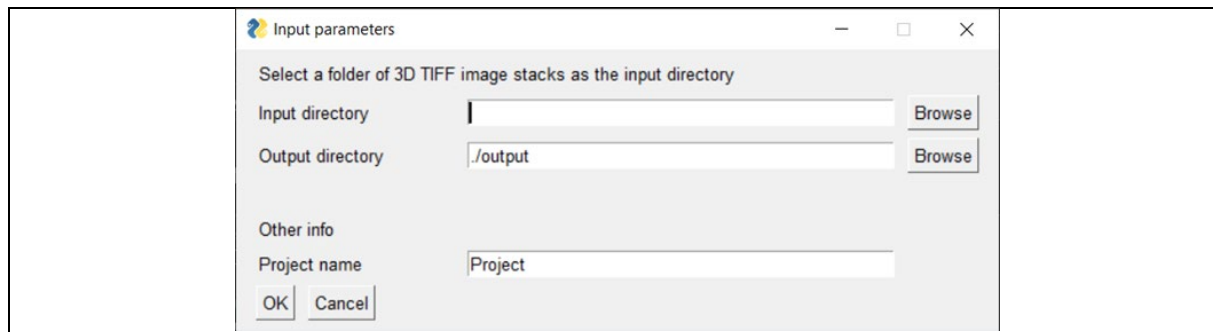 Input parameters
Select a folder of 3D TIFF image stacks as the input directory
Input directory Browse
Output directory ./output Browse
Other info
Project name Project
OK Cancel